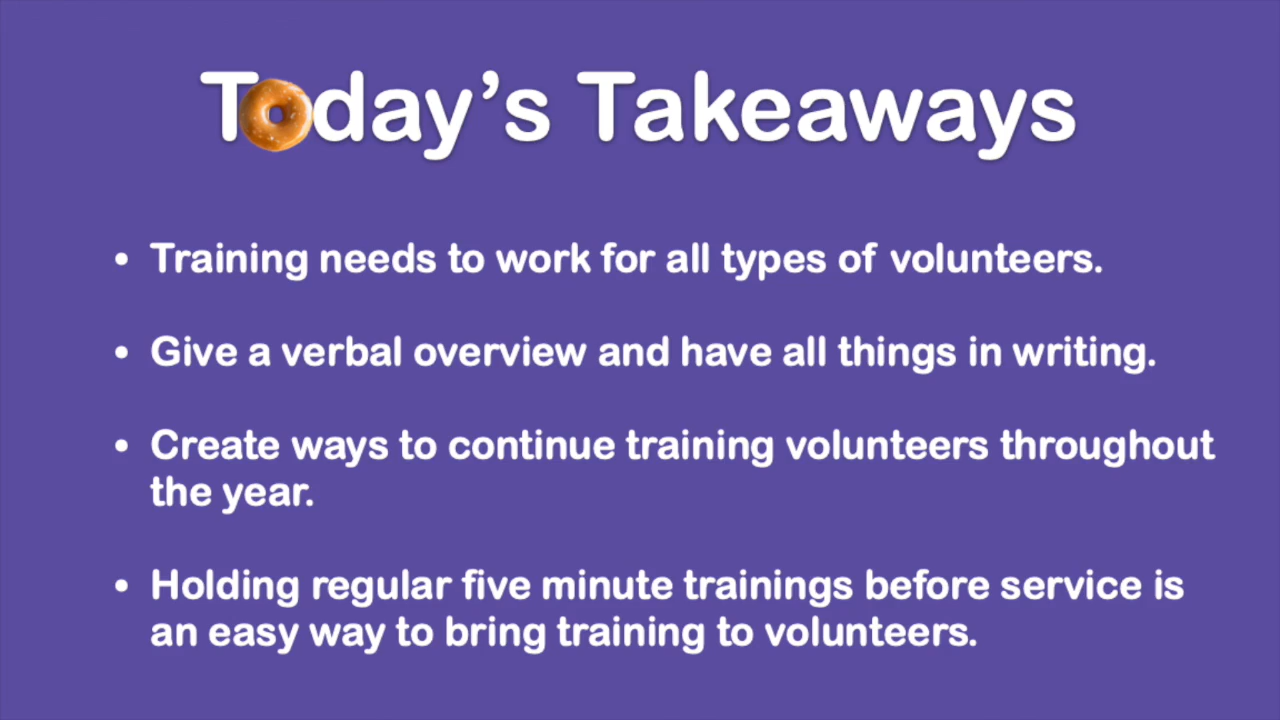 Today’s Takeaways
• Training needs to work for all types of volunteers.
• Give a verbal overview and have all things in writing.
• Create ways to continue training volunteers throughout
the year.
• Holding regular five minute trainings before service is
an easy way to bring training to volunteers.